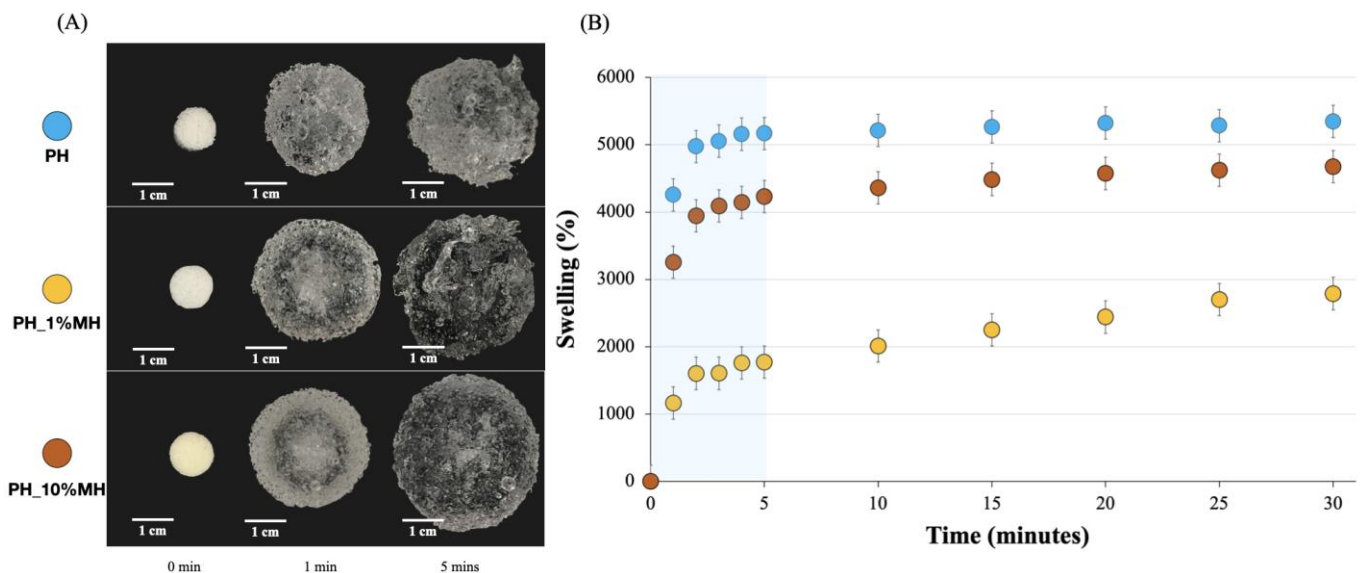 (A)
(B)
PH
1 cm
1 cm
1 cm
PH_1%MH
1 cm
1 cm
1 cm
PH_10%MH
1 cm
1 cm
1 cm
0 min
1 min
5 mins
Swelling (%)
6000
5000
4000
3000
2000
1000
0
0
5
10
15
20
25
30
Time (minutes)